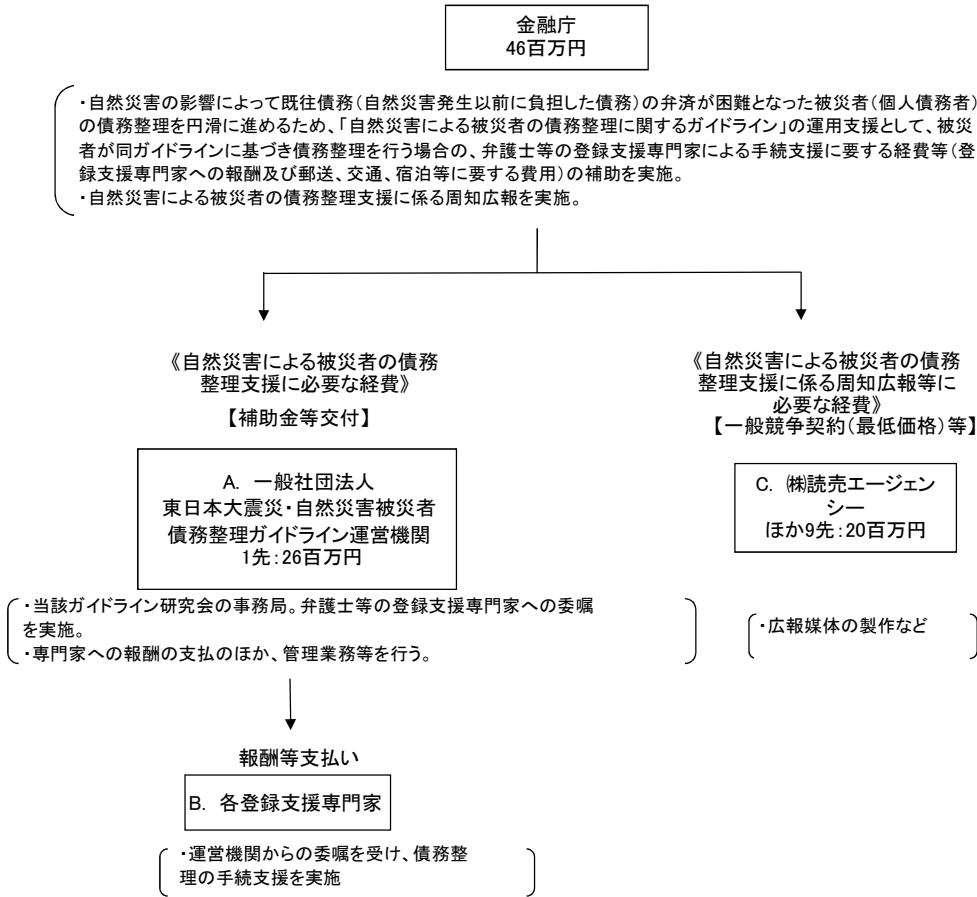 金融庁
46百万円
・自然災害の影響によって既往債務(自然災害発生以前に負担した債務)の弁済が困難となった被災者(個人債務者)
の債務整理を円滑に進めるため、「自然災害による被災者の債務整理に関するガイドライン」の運用支援として、被災
者が同ガイドラインに基づき債務整理を行う場合の、弁護士等の登録支援専門家による手続支援に要する経費等(登
録支援専門家への報酬及び郵送、交通、宿泊等に要する費用)の補助を実施。
・自然災害による被災者の債務整理支援に係る周知広報を実施。
《自然災害による被災者の債務
整理支援に必要な経費》
【補助金等交付】
A. 一般社団法人
東日本大震災・自然災害被災者
債務整理ガイドライン運営機関
1先:26百万円
・当該ガイドライン研究会の事務局。弁護士等の登録支援専門家への委嘱
を実施。
・専門家への報酬の支払のほか、管理業務等を行う。
報酬等支払い
B. 各登録支援専門家
・運営機関からの委嘱を受け、債務整
理の手続支援を実施
《自然災害による被災者の債務
整理支援に係る周知広報等に
必要な経費》
【一般競争契約(最低価格)等】
C. ㈱読売エージェン
シー
ほか9先:20百万円
・広報媒体の製作など